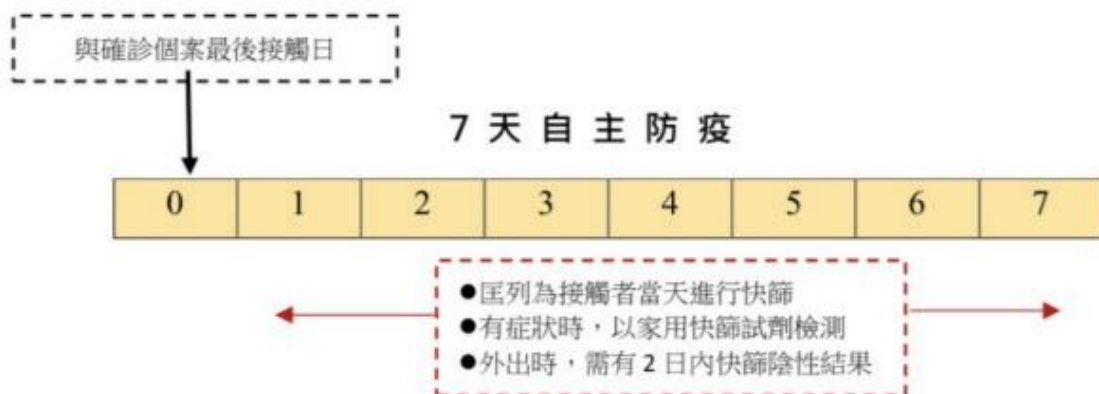 與確診個案最後接觸日
7 天 自 主 防 疫
0 1 2 3 4 5 6 7
●匡列為接觸者當天進行快篩
●有症狀時，以家用快篩試劑檢測
●外出時，需有 2 日內快篩陰性結果